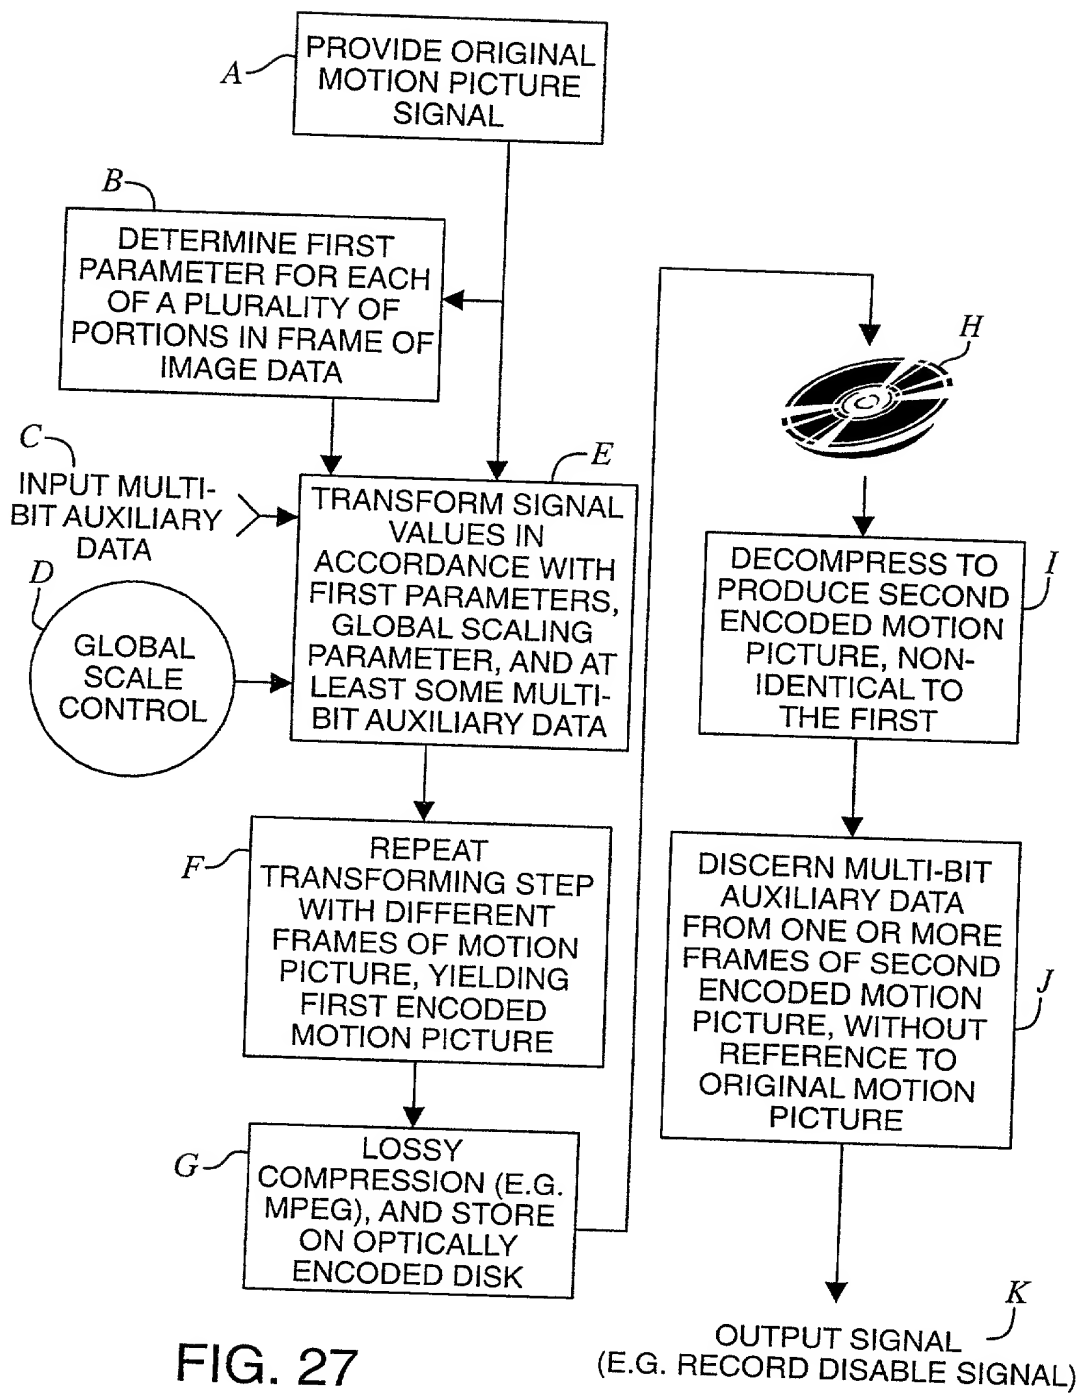 A
PROVIDE ORIGINAL
MOTION PICTURE
SIGNAL
B
DETERMINE FIRST
PARAMETER FOR EACH
OF A PLURALITY OF
PORTIONS IN FRAME OF
IMAGE DATA
C
INPUT MULTI-
BIT AUXILIARY
DATA
D
GLOBAL
SCALE
CONTROL
E
TRANSFORM SIGNAL
VALUES IN
ACCORDANCE WITH
FIRST PARAMETERS,
GLOBAL SCALING
PARAMETER, AND AT
LEAST SOME MULTI-
BIT AUXILIARY DATA
F
REPEAT
TRANSFORMING STEP
WITH DIFFERENT
FRAMES OF MOTION
PICTURE, YIELDING
FIRST ENCODED
MOTION PICTURE
G
LOSSY
COMPRESSION (E.G.
MPEG), AND STORE
ON OPTICALLY
ENCODED DISK
H
I
DECOMPRESS TO
PRODUCE SECOND
ENCODED MOTION
PICTURE, NON-
IDENTICAL TO
THE FIRST
J
DISCERN MULTI-BIT
AUXILIARY DATA
FROM ONE OR MORE
FRAMES OF SECOND
ENCODED MOTION
PICTURE, WITHOUT
REFERENCE TO
ORIGINAL MOTION
PICTURE
K
OUTPUT SIGNAL
(E.G. RECORD DISABLE SIGNAL)
FIG. 27